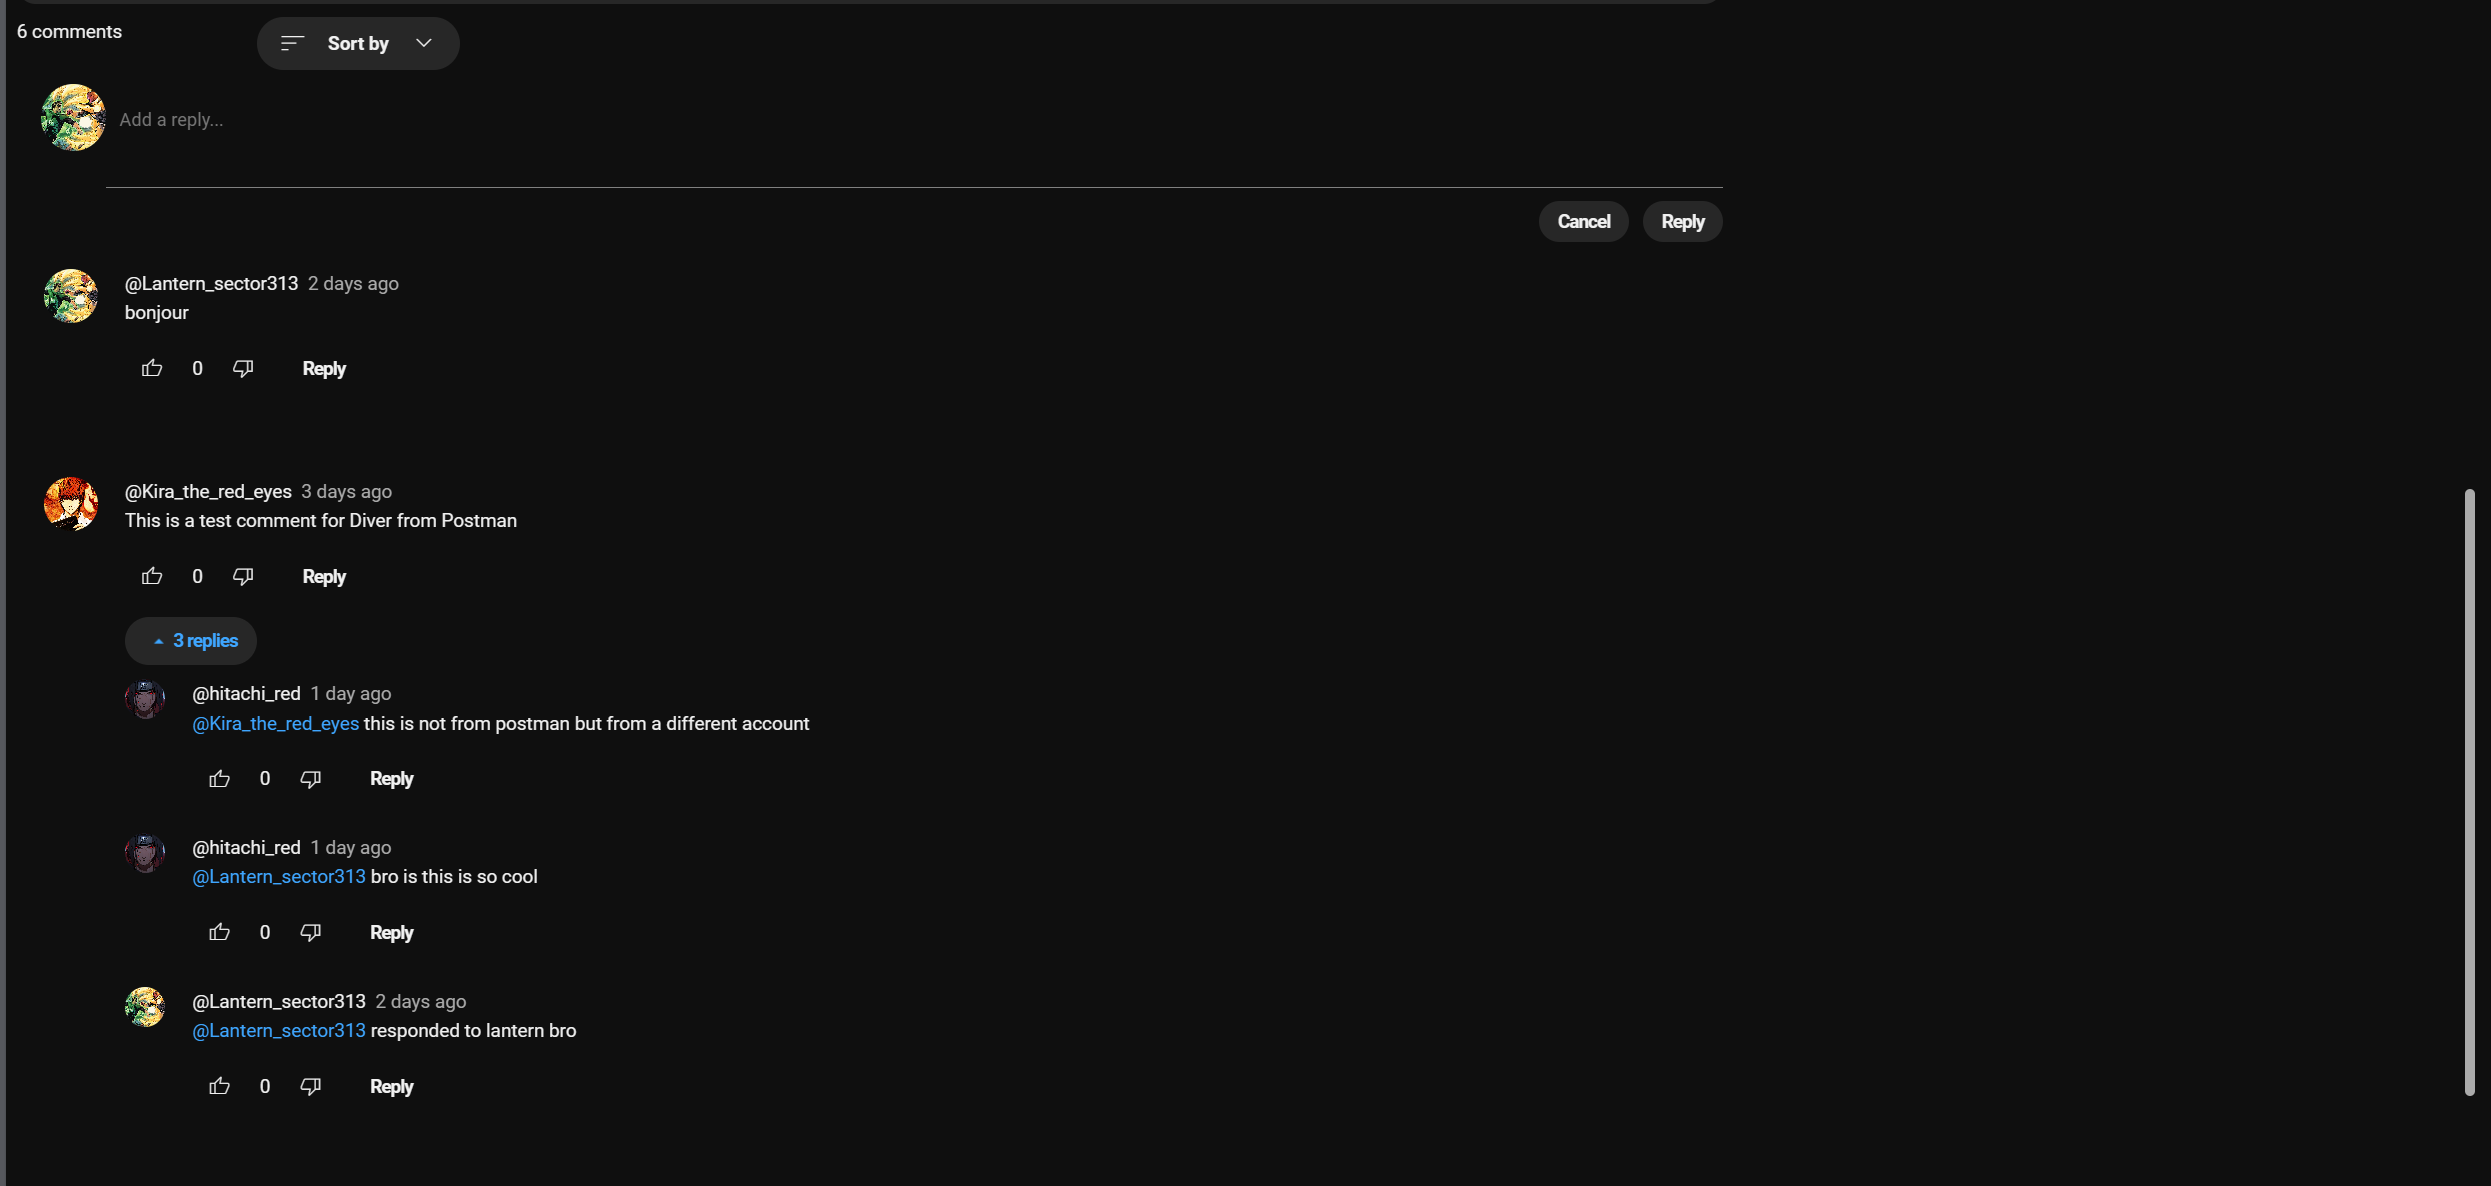 6 comments
Sort by
Add a reply...
Cancel Reply
@Lantern_sector313 2 days ago
bonjour
0 Reply
@Kira_the_red_eyes 3 days ago
This is a test comment for Diver from Postman
0 Reply
3 replies
@hitachi_red 1 day ago
@Kira_the_red_eyes this is not from postman but from a different account
0 Reply
@hitachi_red 1 day ago
@Lantern_sector313 bro is this is so cool
0 Reply
@Lantern_sector313 2 days ago
@Lantern_sector313 responded to lantern bro
0 Reply